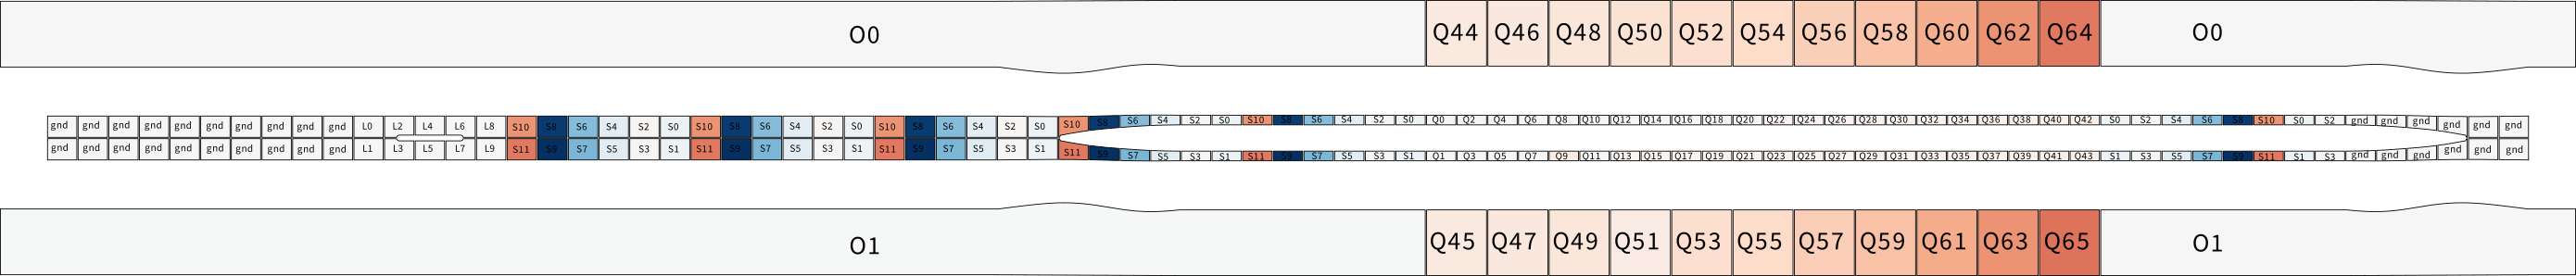 O0 Q44 Q46 Q48 Q50 Q52 Q54 Q56 Q58 Q60 Q62 Q64 O0
gnd gnd gnd gnd gnd gnd gnd gnd gnd gnd L0 L2 L4 L6 L8 S10 S8 S6 S4 S2 S0 S10 S8 S6 S4 S2 S0 S10 S8 S6 S4 S2 S0 S10 S8 S6 S4 S2 S0 S10 S8 S6 S4 S2 S0 Q0 Q2 Q4 Q6 Q8 Q10 Q12 Q14 Q16 Q18 Q20 Q22 Q24 Q26 Q28 Q30 Q32 Q34 Q36 Q38 Q40 Q42 S0 S2 S4 S6 S8 S10 S0 S2 gnd gnd gnd gnd gnd gnd
gnd gnd gnd gnd gnd gnd gnd gnd gnd gnd L1 L3 L5 L7 L9 S11 S9 S7 S5 S3 S1 S11 S9 S7 S5 S3 S1 S11 S9 S7 S5 S3 S1 S11 S9 S7 S5 S3 S1 S11 S9 S7 S5 S3 S1 Q1 Q3 Q5 Q7 Q9 Q11 Q13 Q15 Q17 Q19 Q21 Q23 Q25 Q27 Q29 Q31 Q33 Q35 Q37 Q39 Q41 Q43 S1 S3 S5 S7 S9 S11 S1 S3 gnd gnd gnd gnd gnd gnd
O1 Q45 Q47 Q49 Q51 Q53 Q55 Q57 Q59 Q61 Q63 Q65 O1